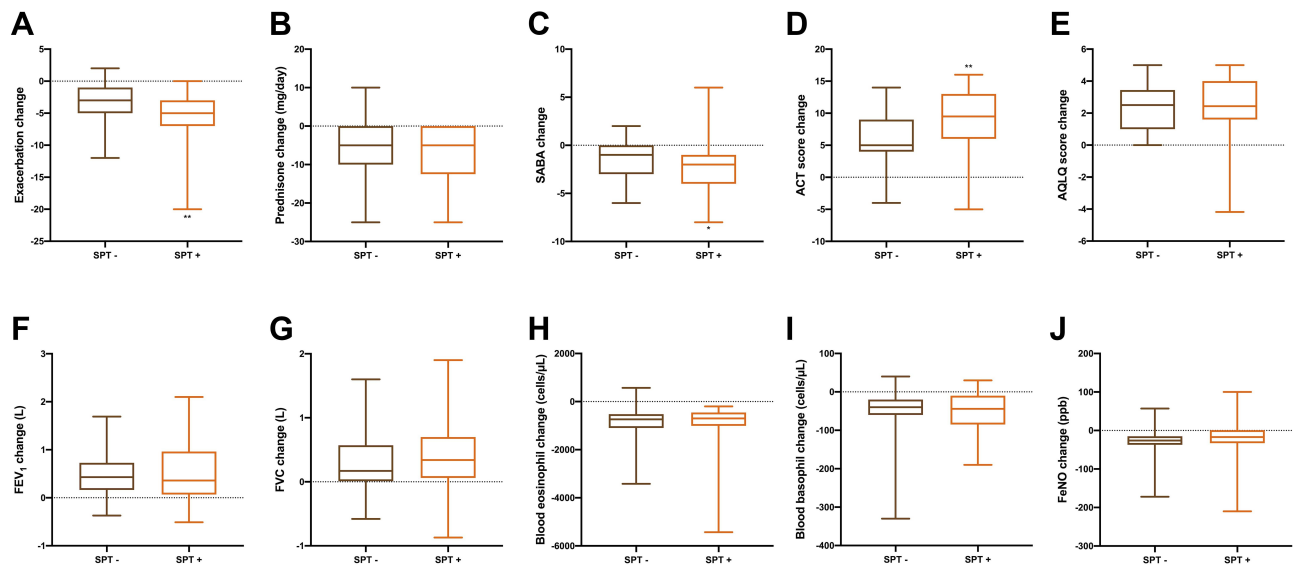 A
Exacerbation change
5
0
-5
-10
-15
-20
-25
**
SPT -
SPT +
B
Prednisone change (mg/day)
20
10
0
-10
-20
-30
SPT -
SPT +
C
SABA change
10
5
0
-5
-10
*
SPT -
SPT +
D
ACT score change
20
15
10
5
0
-5
-10
**
SPT -
SPT +
E
AQLQ score change
6
4
2
0
-2
-4
-6
SPT -
SPT +
F
FEV1 change (L)
3
2
1
0
-1
SPT -
SPT +
G
FVC change (L)
2
1
0
-1
SPT -
SPT +
H
Blood eosinophil change (cells/µL)
2000
0
-2000
-4000
-6000
SPT -
SPT +
I
Blood basophil change (cells/µL)
100
0
-100
-200
-300
-400
SPT -
SPT +
J
FeNO change (ppb)
200
100
0
-100
-200
-300
SPT -
SPT +